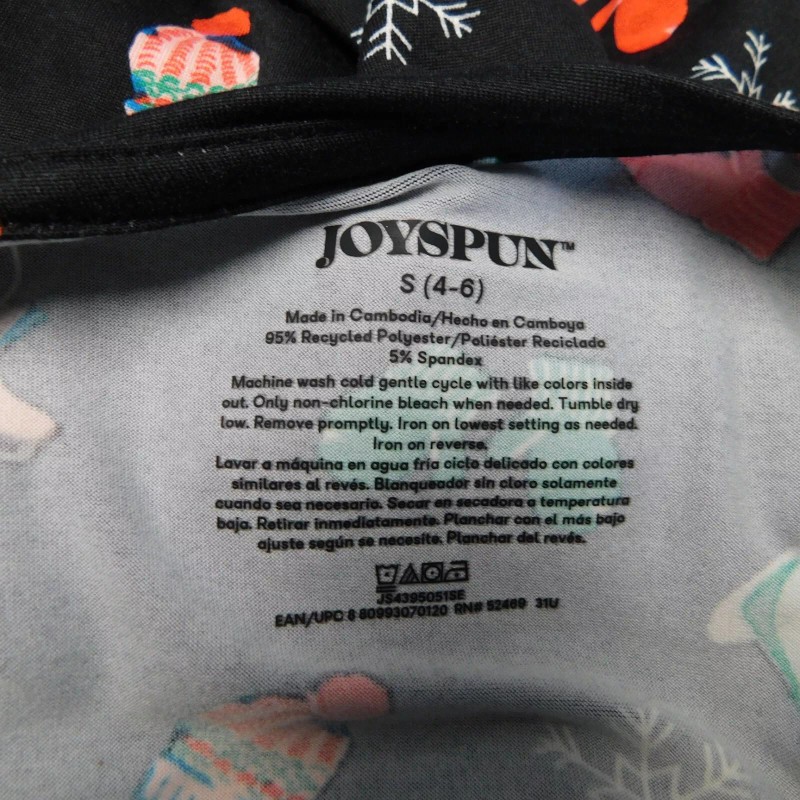 JOYSPUN™
S (4-6)
Made in Cambodia/Hecho en Camboya
95% Recycled Polyester/Poliéster Reciclado
5% Spandex
Machine wash cold gentle cycle with like colors inside
out. Only non-chlorine bleach when needed. Tumble dry
low. Remove promptly. Iron on lowest setting as needed.
Iron on reverse.
Lavar a máquina en agua fría ciclo delicado con colores
similares al revés. Blanqueador sin cloro solamente
cuando sea necesario. Secar en secadora a temperatura
baja. Retirar inmediatamente. Planchar con el más bajo
ajuste según se necesite. Planchar del revés.
JS4395051SE
EAN/UPC 8 80993070120 RN# 52469 31U